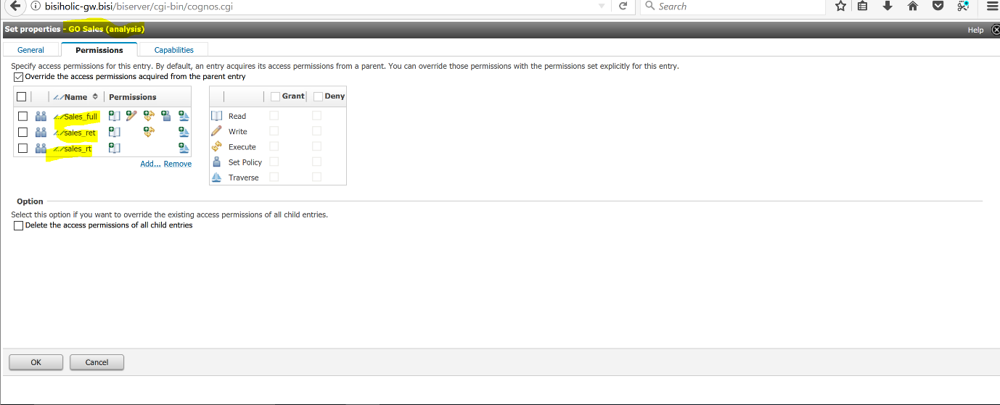 bisiholic-gw.bisi/biserver/cgi-bin/cognos.cgi
Search
Set properties - GO Sales (analysis)
Help
General Permissions Capabilities
Specify access permissions for this entry. By default, an entry acquires its access permissions from a parent. You can override those permissions with the permissions set explicitly for this entry.
Override the access permissions acquired from the parent entry
Name Permissions
Sales_full
sales_ret
sales_rt
Add... Remove
Grant Deny
Read
Write
Execute
Set Policy
Traverse
Option
Select this option if you want to override the existing access permissions of all child entries.
Delete the access permissions of all child entries
OK Cancel